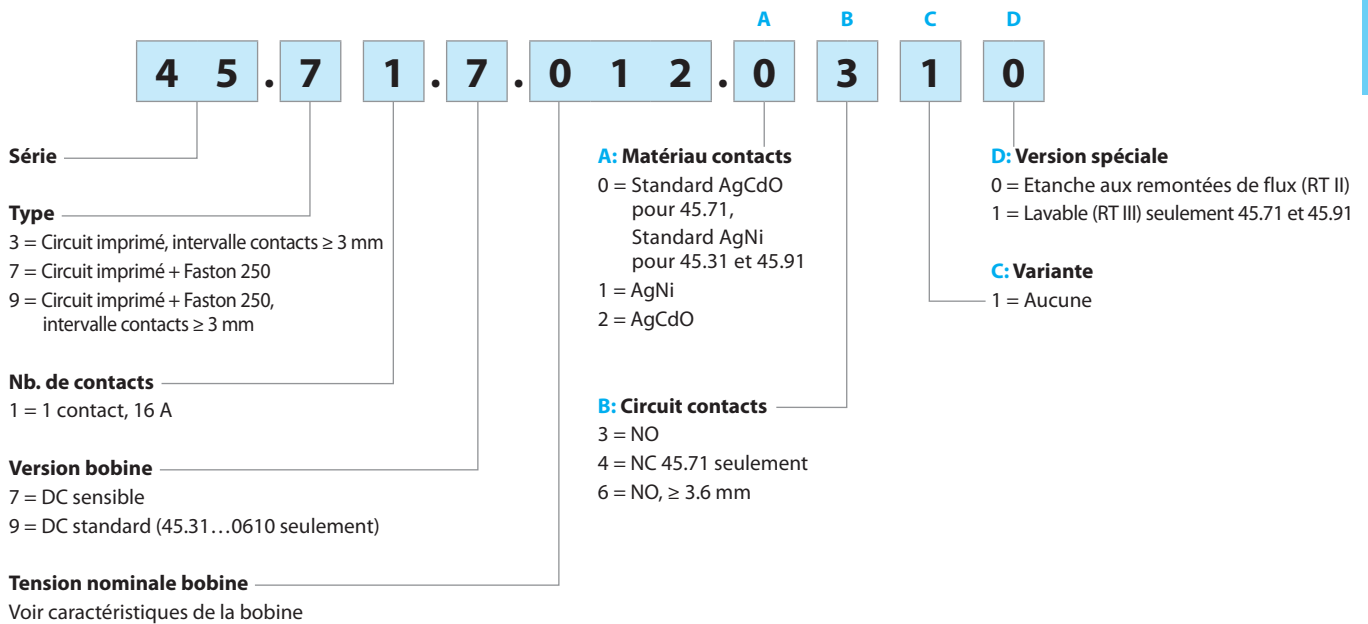 A B C D
4 5 . 7 1 . 7 . 0 1 2 . 0 3 1 0
Série
Type
3 = Circuit imprimé, intervalle contacts ≥ 3 mm
7 = Circuit imprimé + Faston 250
9 = Circuit imprimé + Faston 250,
intervalle contacts ≥ 3 mm
Nb. de contacts
1 = 1 contact, 16 A
Version bobine
7 = DC sensible
9 = DC standard (45.31…0610 seulement)
Tension nominale bobine
Voir caractéristiques de la bobine
A: Matériau contacts
0 = Standard AgCdO
pour 45.71,
Standard AgNi
pour 45.31 et 45.91
1 = AgNi
2 = AgCdO
B: Circuit contacts
3 = NO
4 = NC 45.71 seulement
6 = NO, ≥ 3.6 mm
D: Version spéciale
0 = Etanche aux remontées de flux (RT II)
1 = Lavable (RT III) seulement 45.71 et 45.91
C: Variante
1 = Aucune